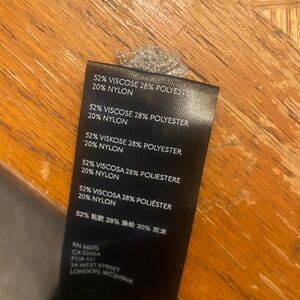 52% VISCOSE 28% POLYESTER
20% NYLON
52% VISCOSE 28% POLYESTER
20% NYLON
52% VISKOSE 28% POLYESTER
20% NYLON
52% VISCOSA 28% POLIESTERE
20% NYLON
52% VISCOSA 28% POLIÉSTER
20% NYLON
52% 粘胶 28% 涤纶 20% 尼龙
RN 56170
CA 32054
FOR EU
24 WEST STREET
LONDON, WC2H9NA